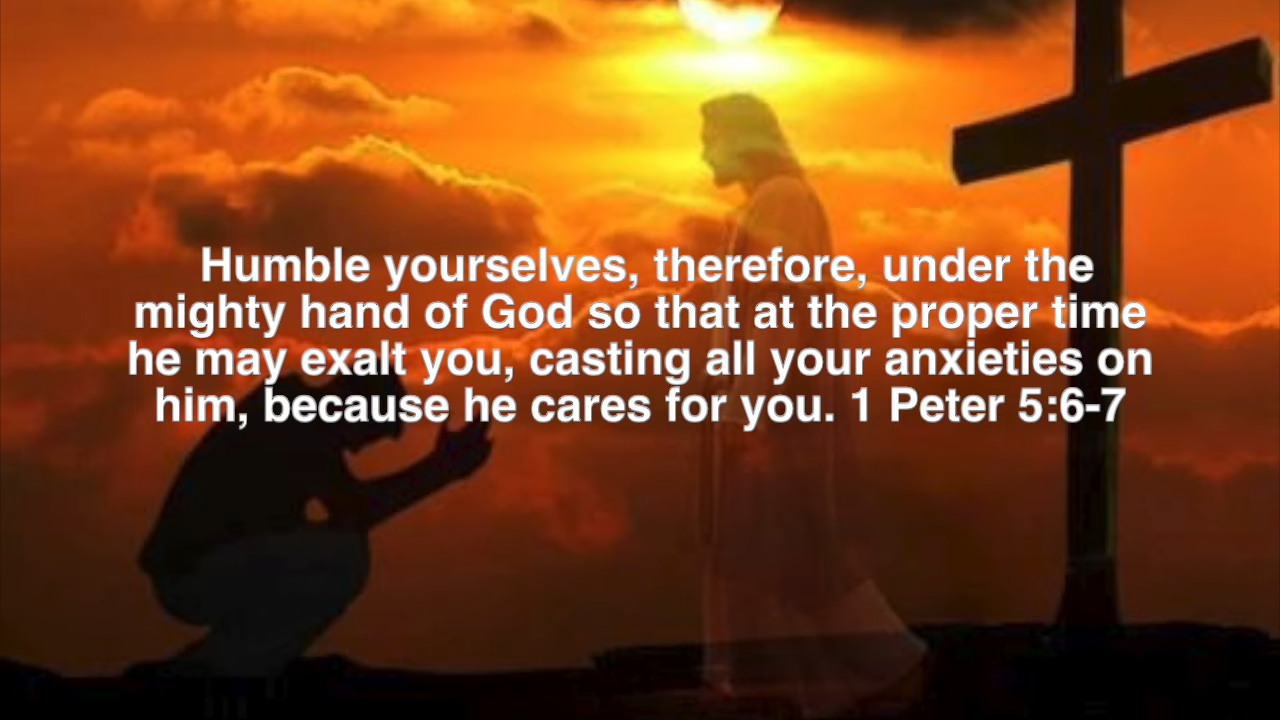 Humble yourselves, therefore, under the
mighty hand of God so that at the proper time
he may exalt you, casting all your anxieties on
him, because he cares for you. 1 Peter 5:6-7